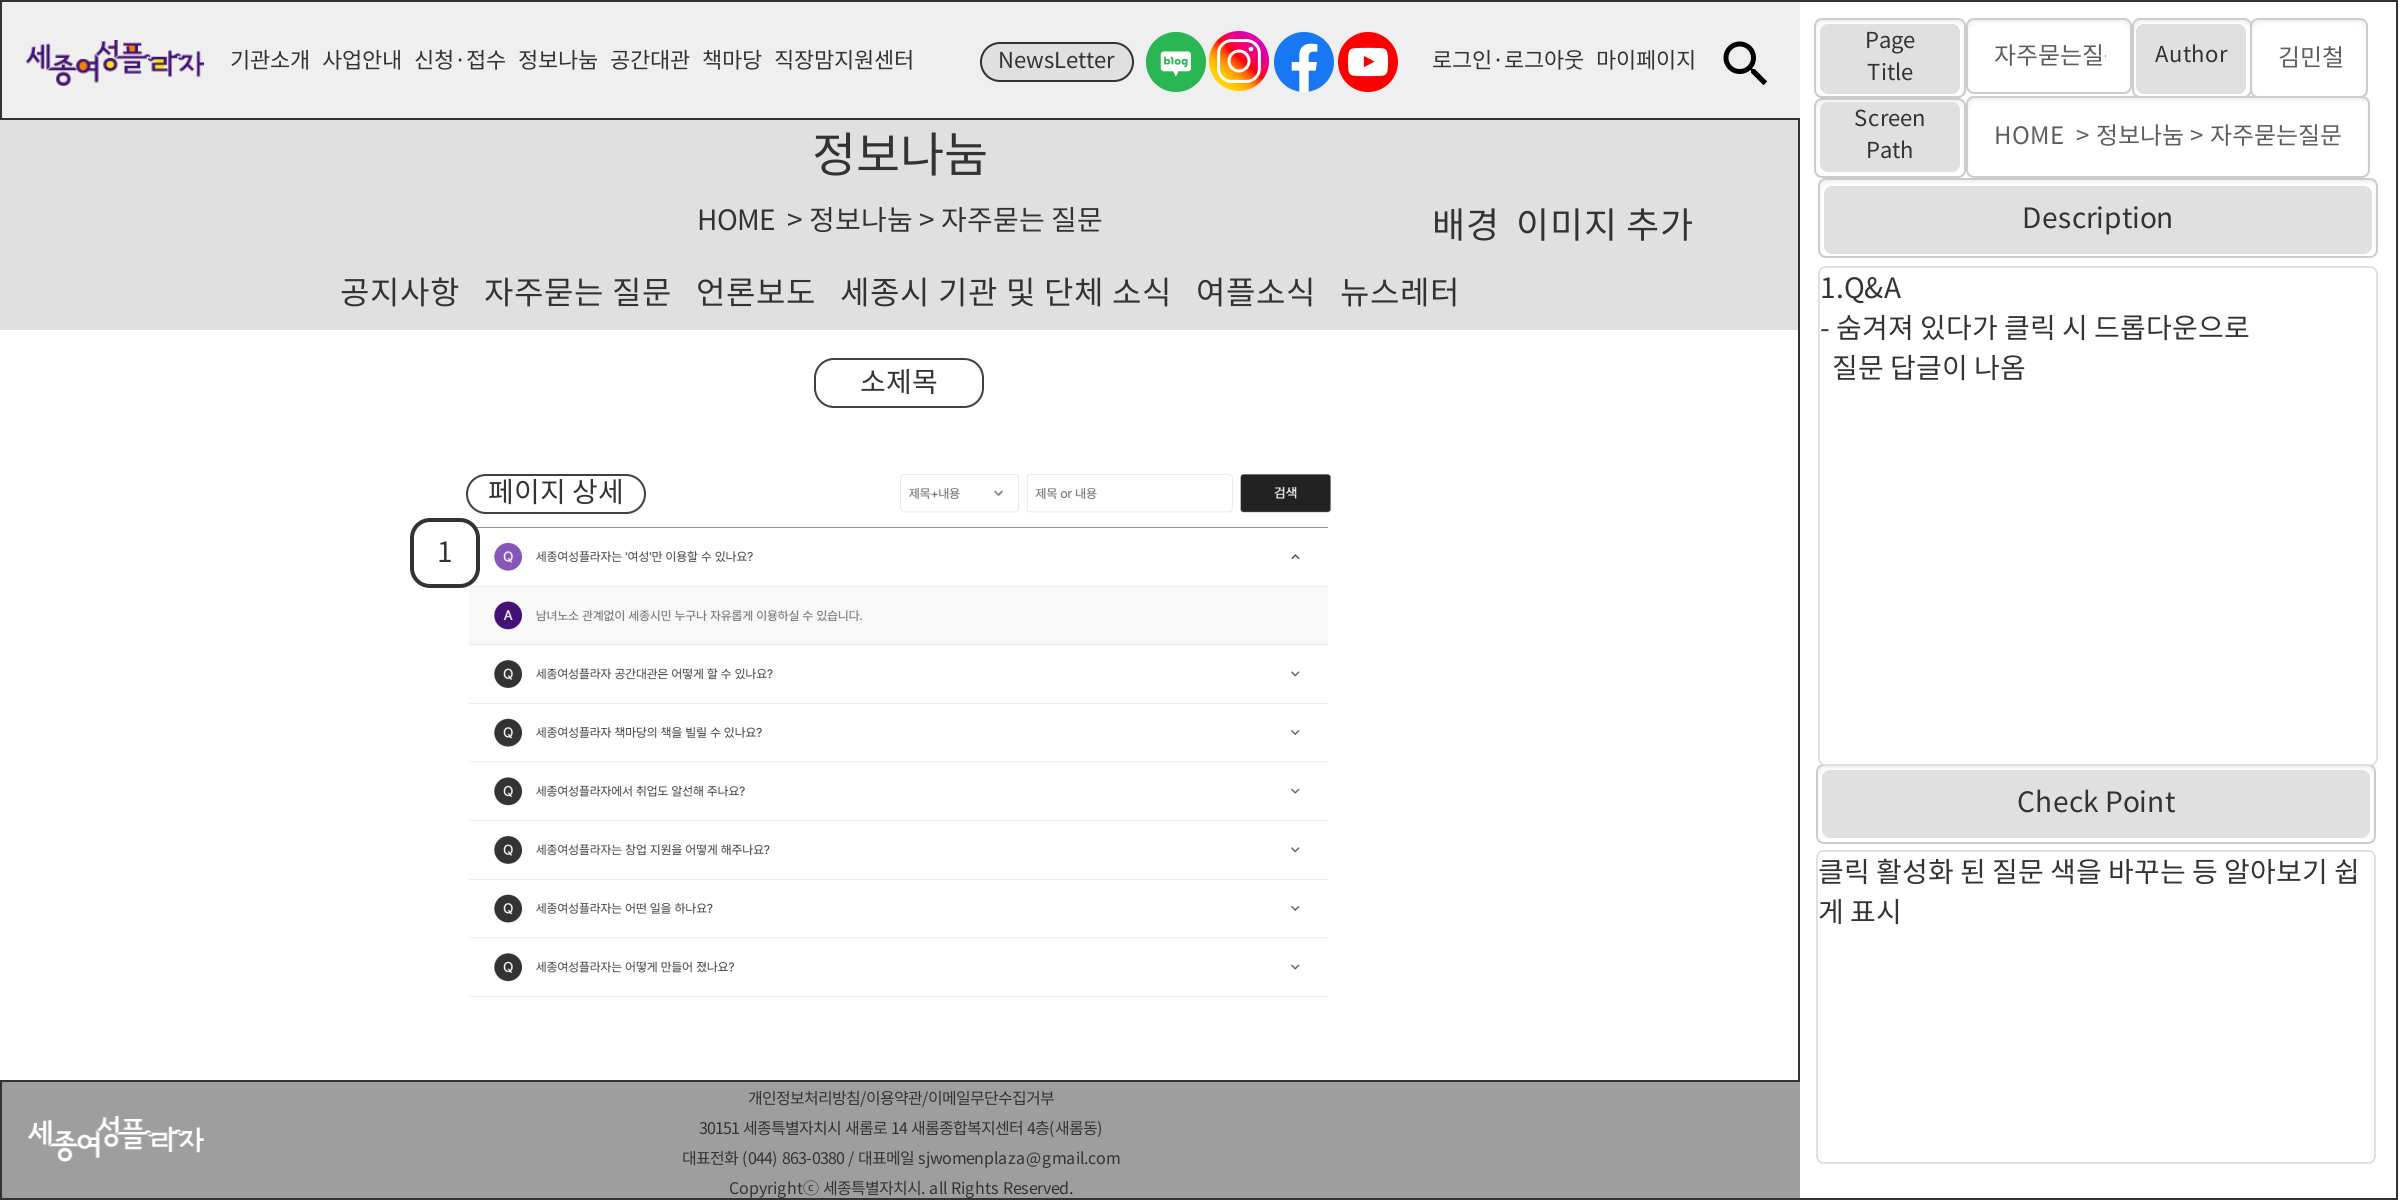 세종여성플라자
기관소개 사업안내 신청·접수 정보나눔 공간대관 책마당 직장맘지원센터
NewsLetter
blog
로그인·로그아웃 마이페이지
정보나눔
HOME > 정보나눔 > 자주묻는 질문
배경 이미지 추가
공지사항 자주묻는 질문 언론보도 세종시 기관 및 단체 소식 여플소식 뉴스레터
소제목
페이지 상세
제목+내용
제목 or 내용
검색
1
Q 세종여성플라자는 '여성'만 이용할 수 있나요?
A 남녀노소 관계없이 세종시민 누구나 자유롭게 이용하실 수 있습니다.
Q 세종여성플라자 공간대관은 어떻게 할 수 있나요?
Q 세종여성플라자 책마당의 책을 빌릴 수 있나요?
Q 세종여성플라자에서 취업도 알선해 주나요?
Q 세종여성플라자는 창업 지원을 어떻게 해주나요?
Q 세종여성플라자는 어떤 일을 하나요?
Q 세종여성플라자는 어떻게 만들어 졌나요?
세종여성플라자
개인정보처리방침/이용약관/이메일무단수집거부
30151 세종특별자치시 새롬로 14 새롬종합복지센터 4층(새롬동)
대표전화 (044) 863-0380 / 대표메일 sjwomenplaza@gmail.com
Copyrightⓒ 세종특별자치시. all Rights Reserved.
Page
Title
자주묻는질
Author
김민철
Screen
Path
HOME > 정보나눔 > 자주묻는질문
Description
1.Q&A
- 숨겨져 있다가 클릭 시 드롭다운으로
질문 답글이 나옴
Check Point
클릭 활성화 된 질문 색을 바꾸는 등 알아보기 쉽
게 표시